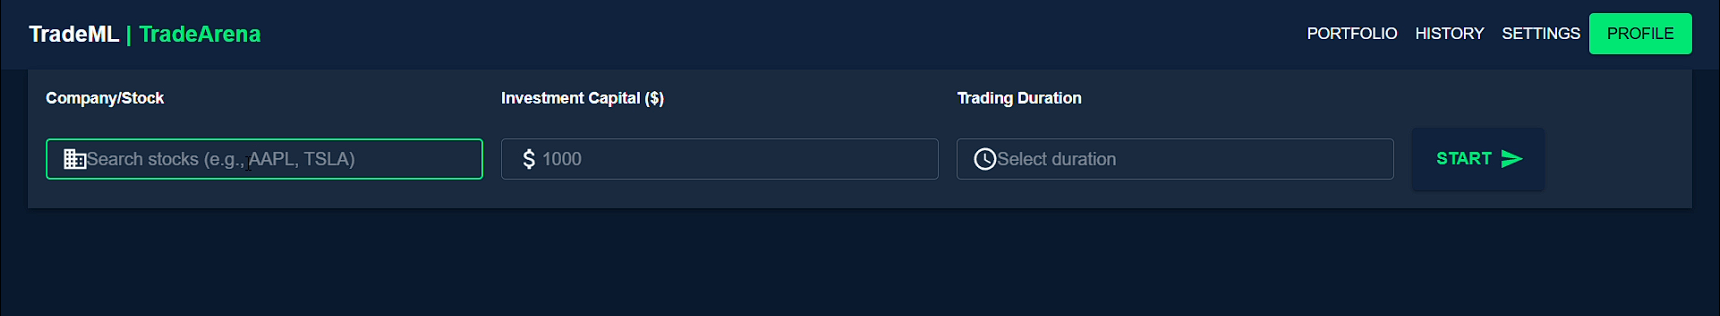 TradeML | TradeArena
PORTFOLIO HISTORY SETTINGS PROFILE
Company/Stock
Investment Capital ($)
Trading Duration
Search stocks (e.g., AAPL, TSLA)
$ 1000
Select duration
START